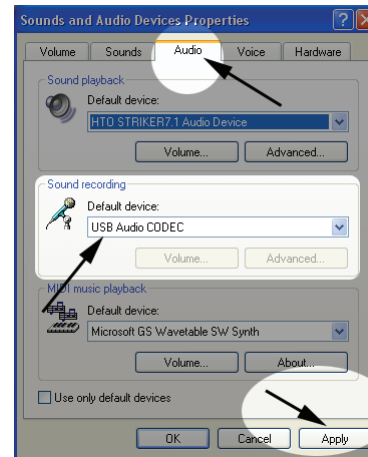 Sounds and Audio Devices Properties
Volume Sounds Audio Voice Hardware
Sound playback
Default device:
HTO STRIKER7.1 Audio Device
Volume... Advanced...
Sound recording
Default device:
USB Audio CODEC
Volume... Advanced...
MIDI music playback
Default device:
Microsoft GS Wavetable SW Synth
Volume... About...
Use only default devices
OK Cancel Apply